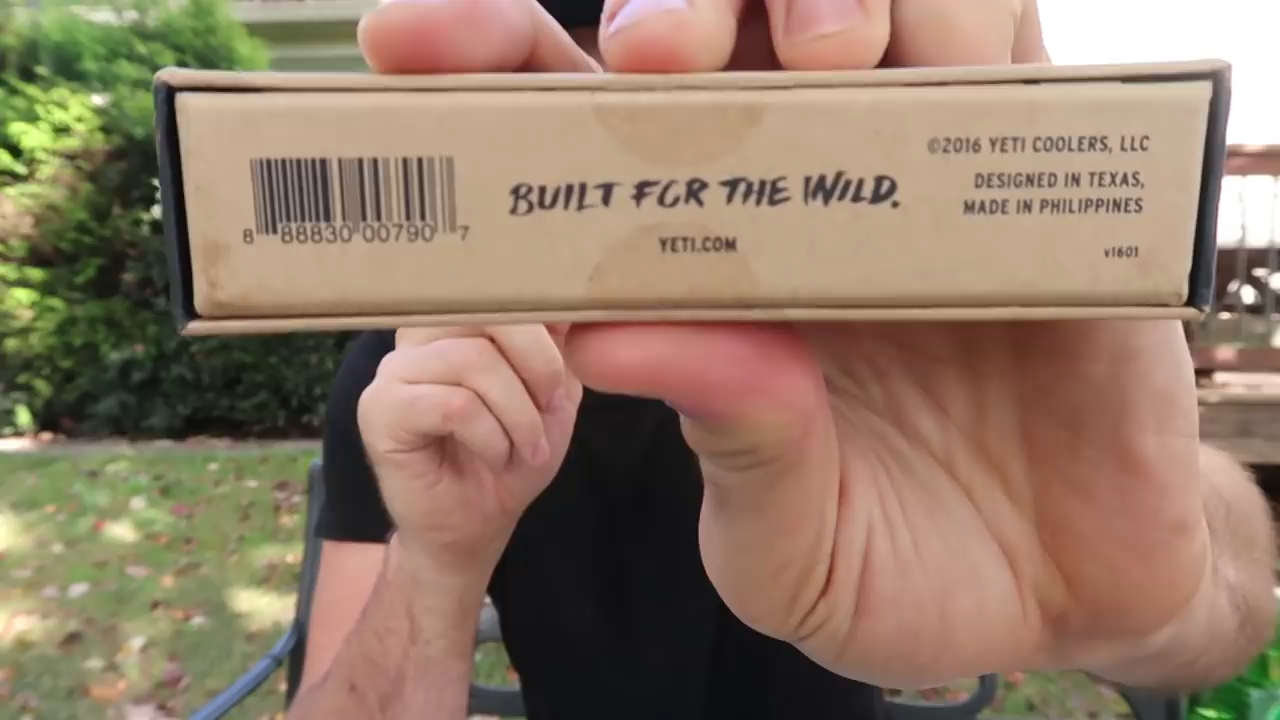 8 88830 00790 7
BUILT FOR THE WILD.
YETI.COM
©2016 YETI COOLERS, LLC
DESIGNED IN TEXAS,
MADE IN PHILIPPINES
v1601